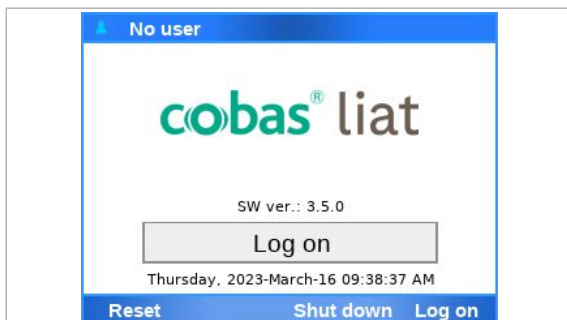 No user
cobas® liat
SW ver.: 3.5.0
Log on
Thursday, 2023-March-16 09:38:37 AM
Reset Shut down Log on